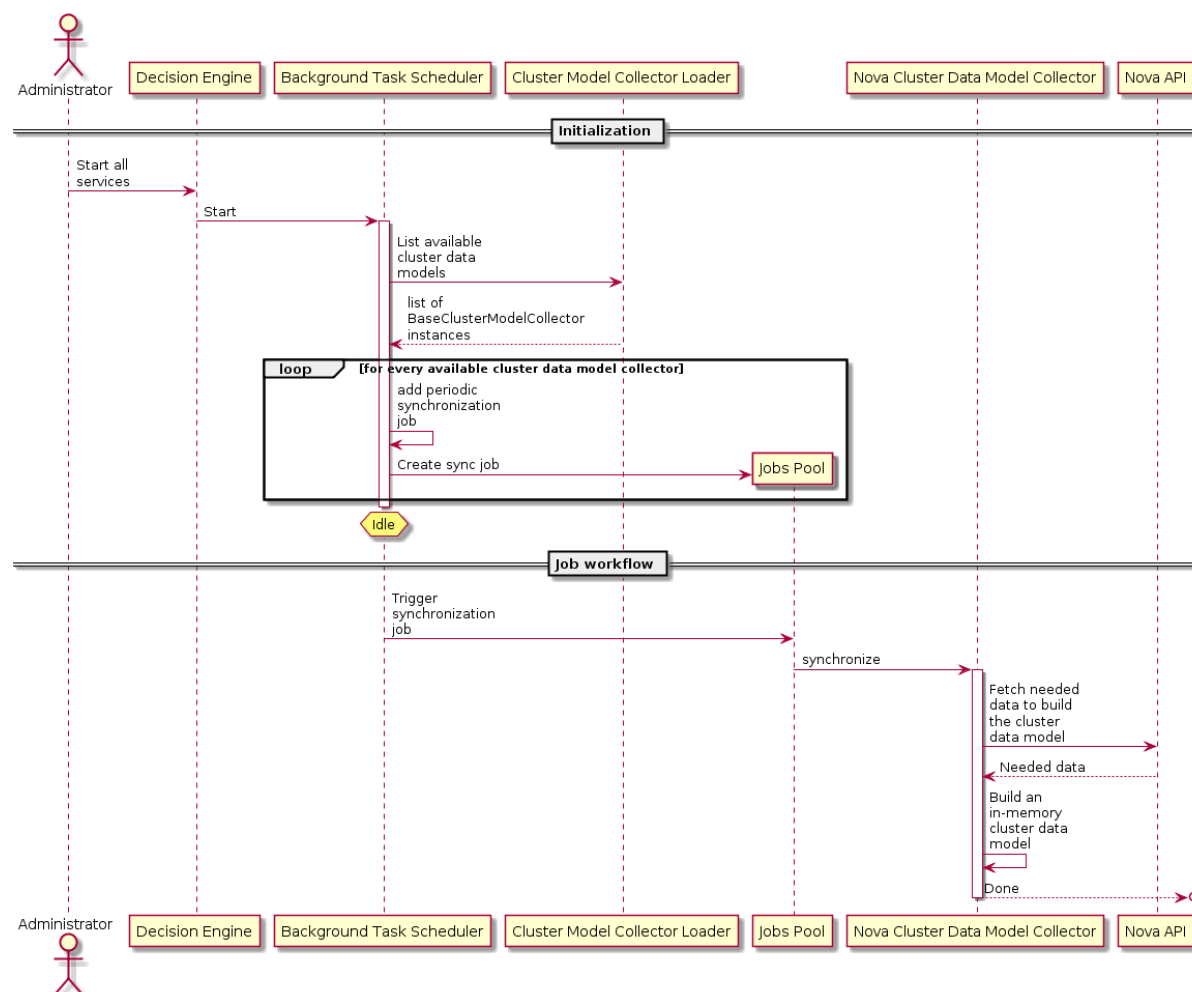 Administrator
Decision Engine
Background Task Scheduler
Cluster Model Collector Loader
Nova Cluster Data Model Collector
Nova API
Initialization
Start all
services
Start
List available
cluster data
models
list of
BaseClusterModelCollector
instances
loop
[for every available cluster data model collector]
add periodic
synchronization
job
Create sync job
Jobs Pool
Idle
Job workflow
Trigger
synchronization
job
synchronize
Fetch needed
data to build
the cluster
data model
Needed data
Build an
in-memory
cluster data
model
Done
Administrator
Decision Engine
Background Task Scheduler
Cluster Model Collector Loader
Jobs Pool
Nova Cluster Data Model Collector
Nova API